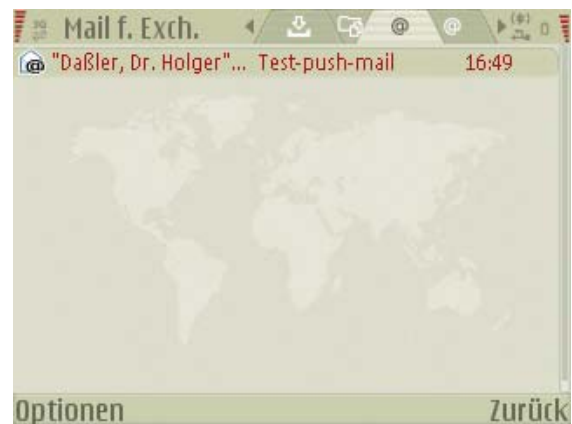 Mail f. Exch.
"Daßler, Dr. Holger"... Test-push-mail 16:49
Optionen Zurück